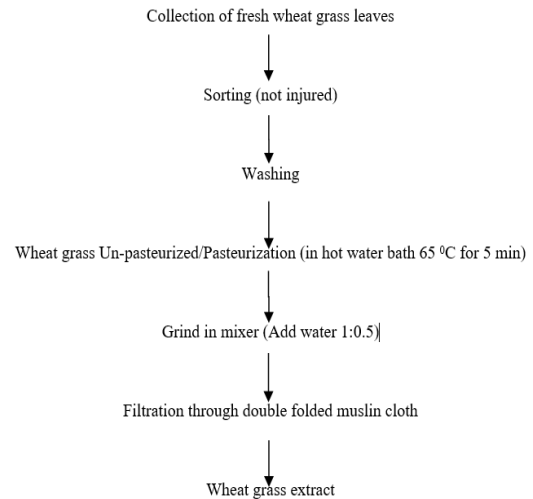 Collection of fresh wheat grass leaves
Sorting (not injured)
Washing
Wheat grass Un-pasteurized/Pasteurization (in hot water bath 65 ⁰C for 5 min)
Grind in mixer (Add water 1:0.5)
Filtration through double folded muslin cloth
Wheat grass extract